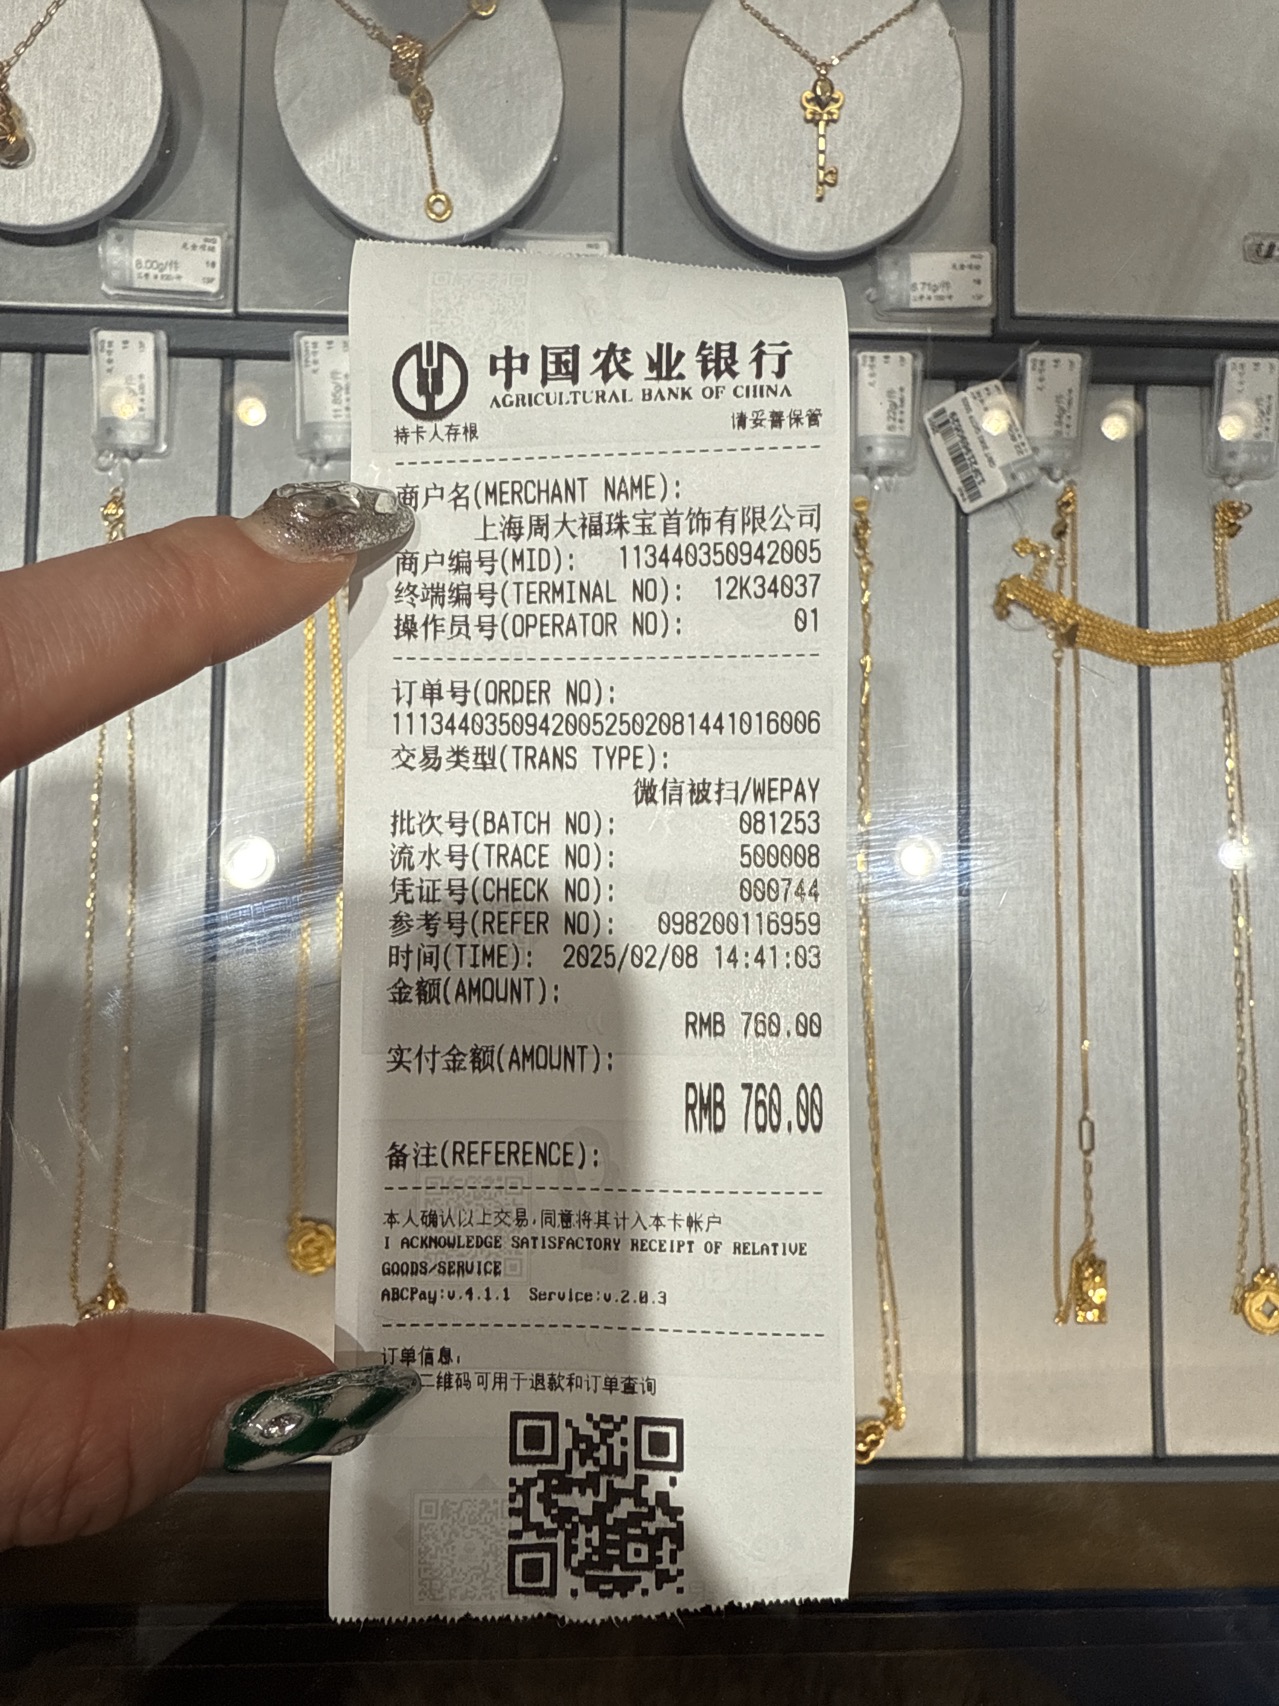 8.00g/件
6.71g/件
中国农业银行
AGRICULTURAL BANK OF CHINA
持卡人存根 请妥善保管
商户名(MERCHANT NAME):
上海周大福珠宝首饰有限公司
商户编号(MID): 113440350942005
终端编号(TERMINAL NO): 12K34037
操作员号(OPERATOR NO): 01
订单号(ORDER NO):
11134403509420052502081441016006
交易类型(TRANS TYPE):
微信被扫/WEPAY
批次号(BATCH NO): 081253
流水号(TRACE NO): 500008
凭证号(CHECK NO): 000744
参考号(REFER NO): 098200116959
时间(TIME): 2025/02/08 14:41:03
金额(AMOUNT):
RMB 760.00
实付金额(AMOUNT):
RMB 760.00
备注(REFERENCE):
本人确认以上交易,同意将其计入本卡帐户
I ACKNOWLEDGE SATISFACTORY RECEIPT OF RELATIVE
GOODS/SERVICE
ABCPay:v.4.1.1 Service:v.2.0.3
订单信息:
二维码可用于退款和订单查询